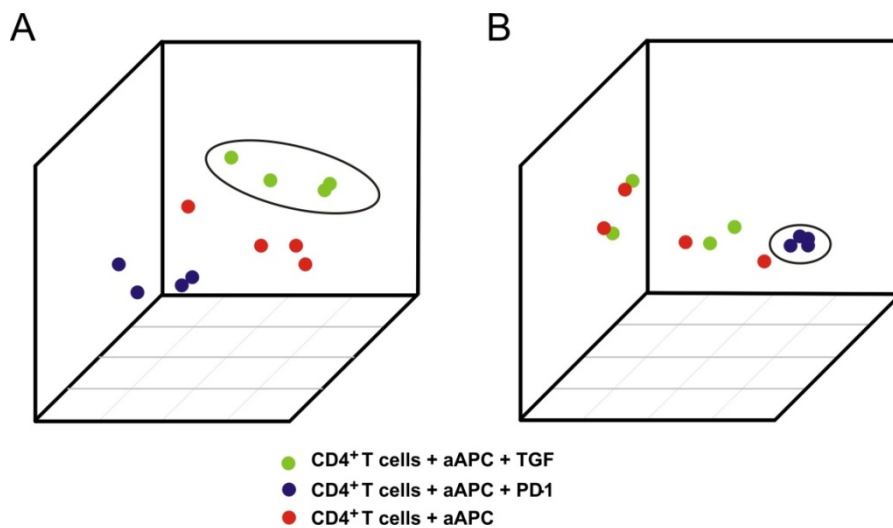 A
B
CD4⁺ T cells + aAPC + TGF
CD4⁺ T cells + aAPC + PD-1
CD4⁺ T cells + aAPC